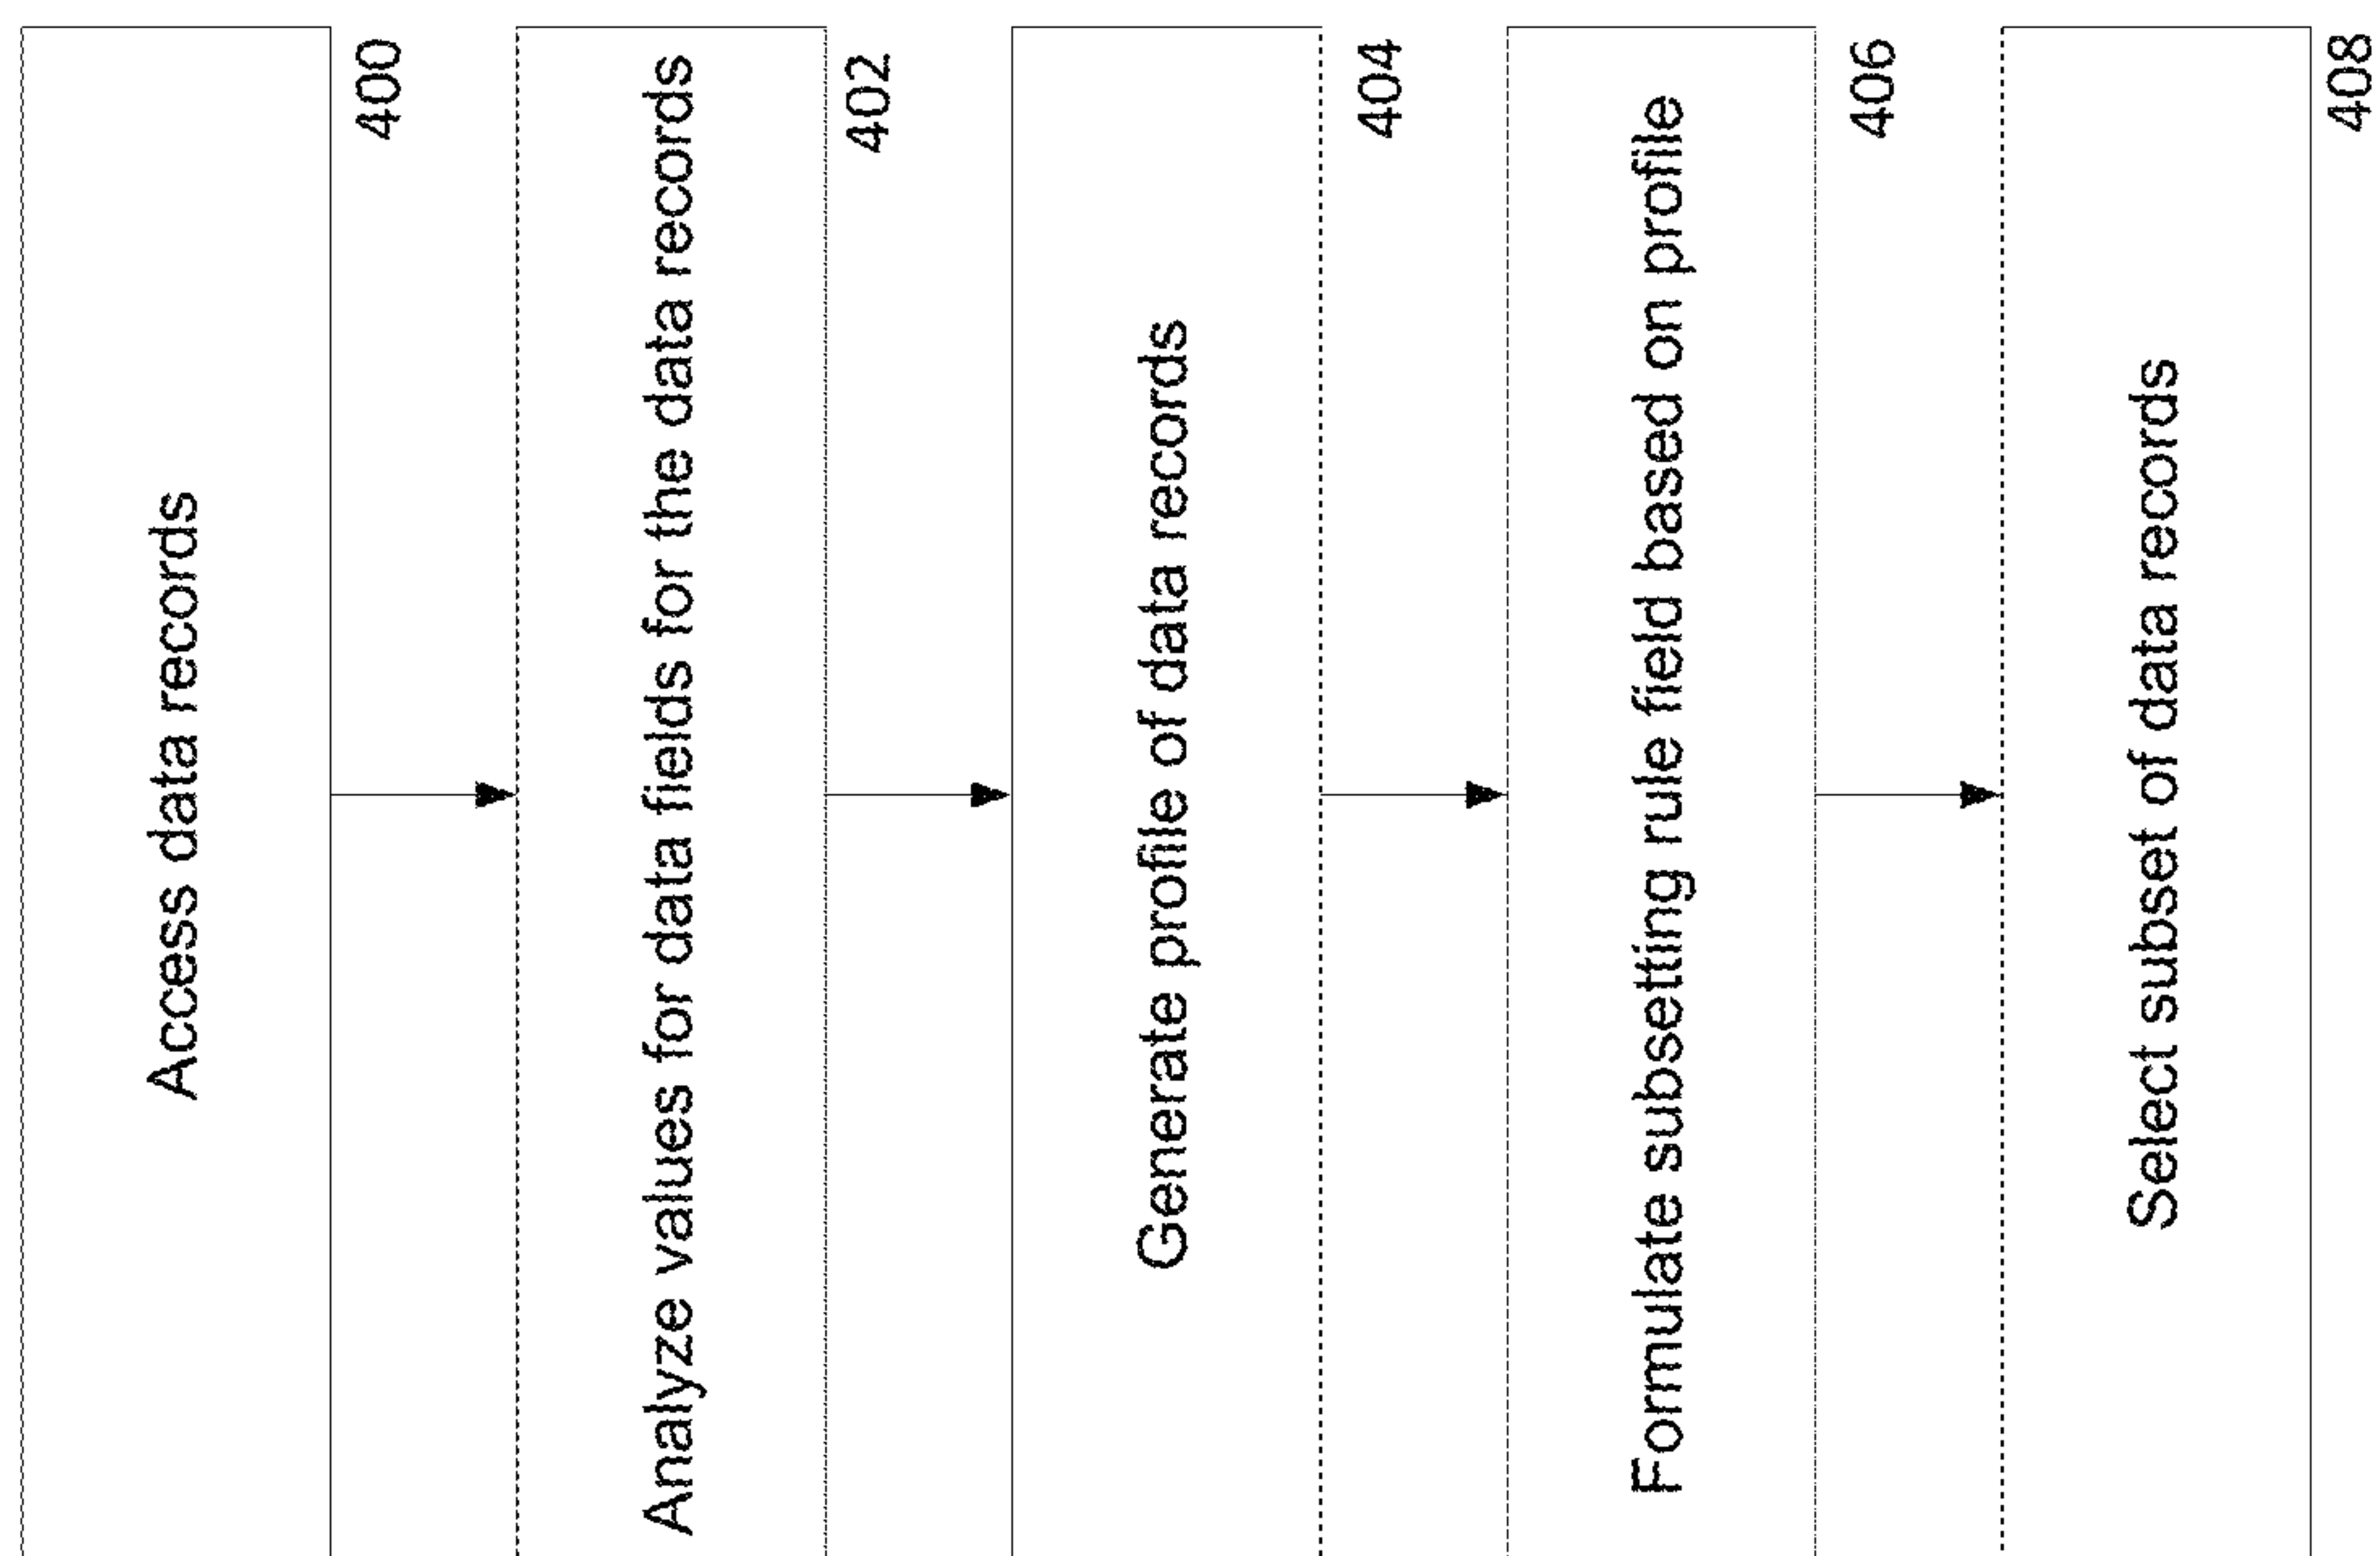 Access data records
400
Analyze values for data fields for the data records
402
Generate profile of data records
404
Formulate subsetting rule field based on profile
406
Select subset of data records
408